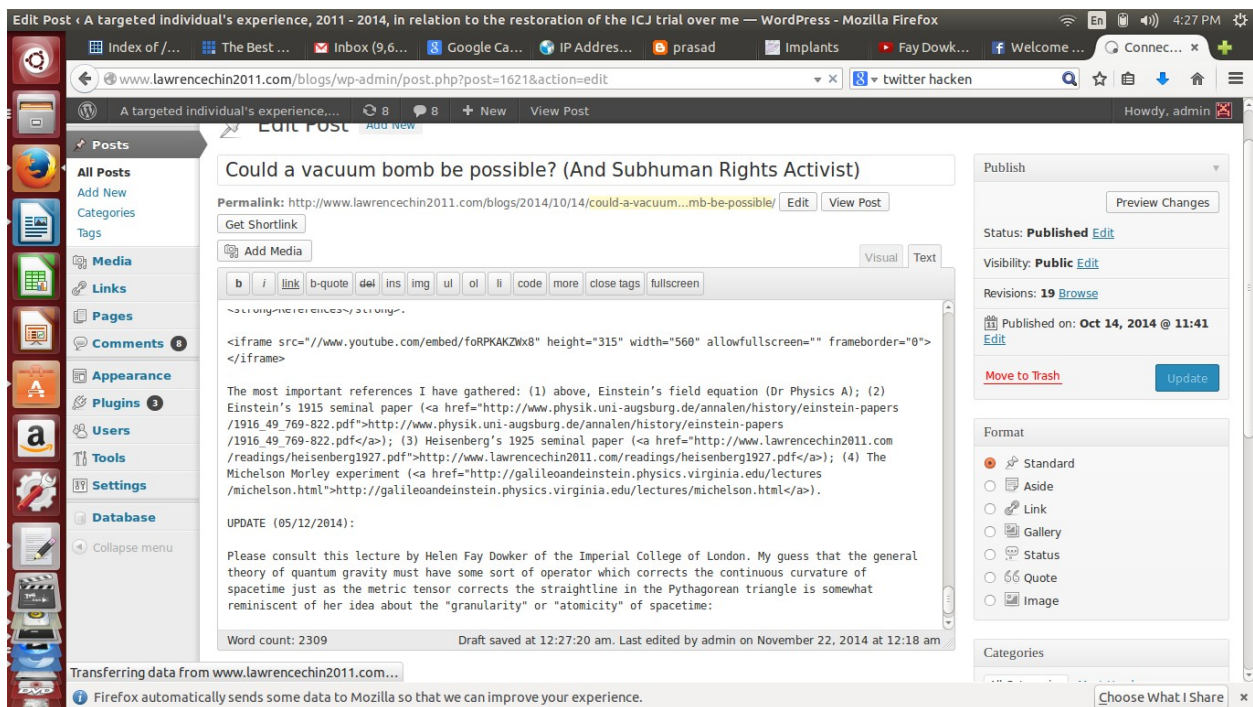 Edit Post ‹ A targeted individual's experience, 2011 - 2014, in relation to the restoration of the ICJ trial over me — WordPress - Mozilla Firefox
En
4:27 PM
Index of /...
The Best ...
Inbox (9,6...
Google Ca...
IP Addres...
prasad
Implants
Fay Dowk...
Welcome ...
Connec...
www.lawrencechin2011.com/blogs/wp-admin/post.php?post=1621&action=edit
twitter hacken
A targeted individual's experience,...
8
8
+ New
View Post
Howdy, admin
Edit Post
Add New
Posts
All Posts
Add New
Categories
Tags
Media
Links
Pages
Comments 8
Appearance
Plugins 3
Users
Tools
Settings
Database
Collapse menu
Could a vacuum bomb be possible? (And Subhuman Rights Activist)
Permalink: http://www.lawrencechin2011.com/blogs/2014/10/14/could-a-vacuum...mb-be-possible/ Edit View Post
Get Shortlink
Add Media
Visual Text
b i link b-quote del ins img ul ol li code more close tags fullscreen
<strong>References</strong>:
<iframe src="//www.youtube.com/embed/foRPKAKZWx8" height="315" width="560" allowfullscreen="" frameborder="0">
</iframe>
The most important references I have gathered: (1) above, Einstein’s field equation (Dr Physics A); (2)
Einstein’s 1915 seminal paper (<a href="http://www.physik.uni-augsburg.de/annalen/history/einstein-papers
/1916_49_769-822.pdf">http://www.physik.uni-augsburg.de/annalen/history/einstein-papers
/1916_49_769-822.pdf</a>); (3) Heisenberg’s 1925 seminal paper (<a href="http://www.lawrencechin2011.com
/readings/heisenberg1927.pdf">http://www.lawrencechin2011.com/readings/heisenberg1927.pdf</a>); (4) The
Michelson Morley experiment (<a href="http://galileoandeinstein.physics.virginia.edu/lectures
/michelson.html">http://galileoandeinstein.physics.virginia.edu/lectures/michelson.html</a>).
UPDATE (05/12/2014):
Please consult this lecture by Helen Fay Dowker of the Imperial College of London. My guess that the general
theory of quantum gravity must have some sort of operator which corrects the continuous curvature of
spacetime just as the metric tensor corrects the straightline in the Pythagorean triangle is somewhat
reminiscent of her idea about the "granularity" or "atomicity" of spacetime:
Word count: 2309
Draft saved at 12:27:20 am. Last edited by admin on November 22, 2014 at 12:18 am
Publish
Preview Changes
Status: Published Edit
Visibility: Public Edit
Revisions: 19 Browse
Published on: Oct 14, 2014 @ 11:41
Edit
Move to Trash
Update
Format
Standard
Aside
Link
Gallery
Status
Quote
Image
Categories
Transferring data from www.lawrencechin2011.com...
Firefox automatically sends some data to Mozilla so that we can improve your experience.
Choose What I Share